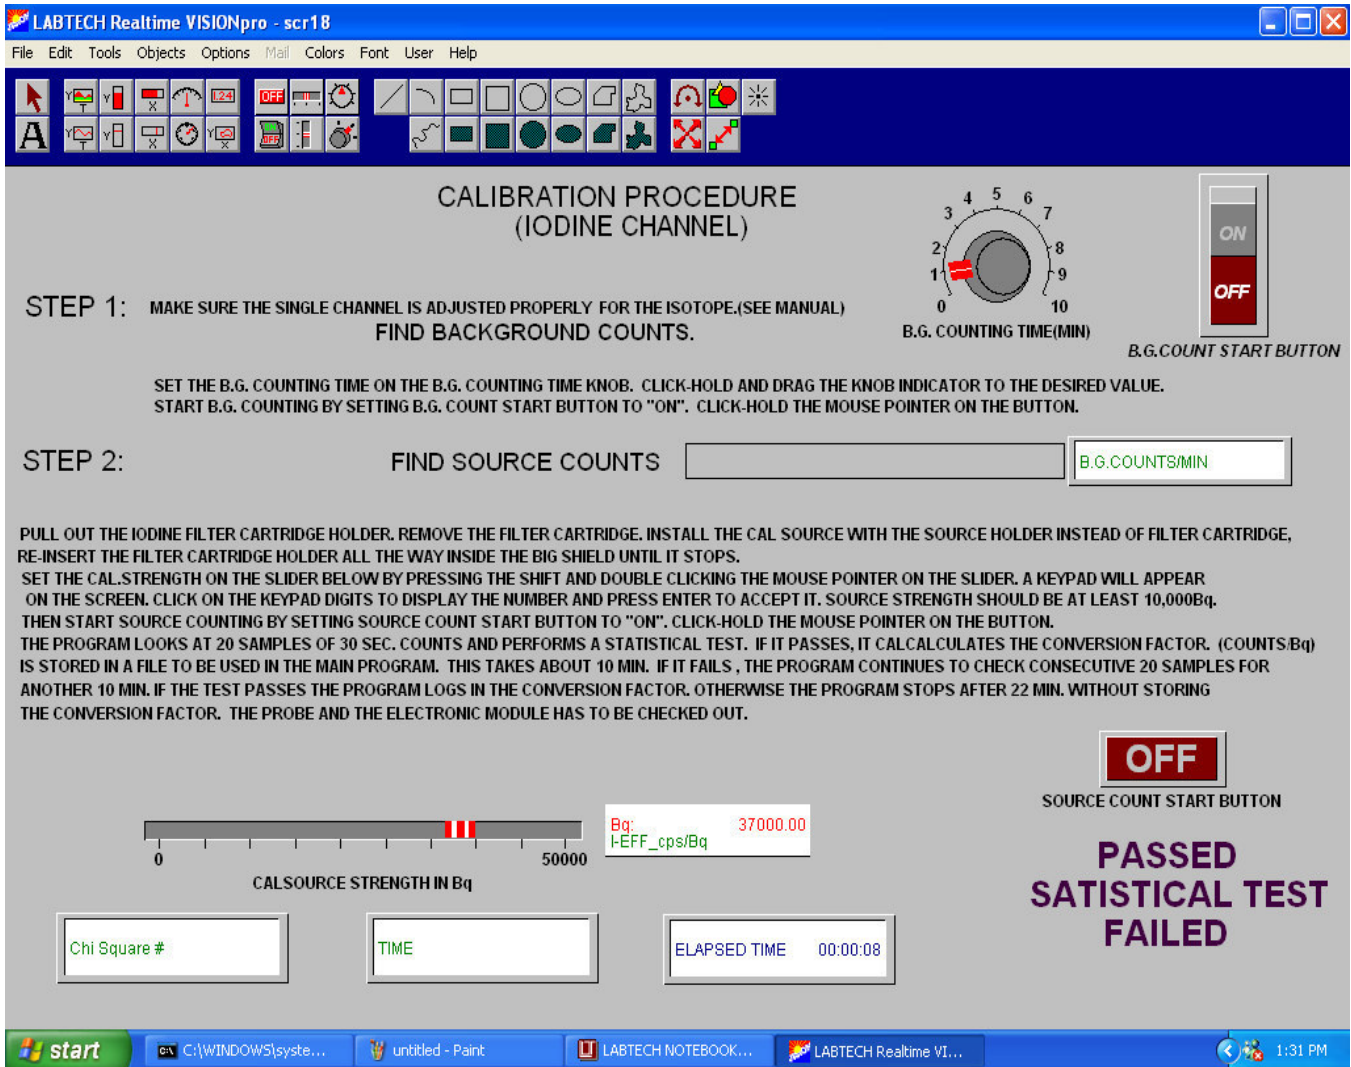 LABTECH Realtime VISIONpro - scr18
File Edit Tools Objects Options Mail Colors Font User Help
Y T Y X 1.24 OFF
A Y T Y X Y X OFF
CALIBRATION PROCEDURE
(IODINE CHANNEL)
0 1 2 3 4 5 6 7 8 9 10
B.G. COUNTING TIME(MIN)
ON
OFF
B.G.COUNT START BUTTON
STEP 1: MAKE SURE THE SINGLE CHANNEL IS ADJUSTED PROPERLY FOR THE ISOTOPE.(SEE MANUAL)
FIND BACKGROUND COUNTS.
SET THE B.G. COUNTING TIME ON THE B.G. COUNTING TIME KNOB. CLICK-HOLD AND DRAG THE KNOB INDICATOR TO THE DESIRED VALUE.
START B.G. COUNTING BY SETTING B.G. COUNT START BUTTON TO "ON". CLICK-HOLD THE MOUSE POINTER ON THE BUTTON.
STEP 2: FIND SOURCE COUNTS B.G.COUNTS/MIN
PULL OUT THE IODINE FILTER CARTRIDGE HOLDER. REMOVE THE FILTER CARTRIDGE. INSTALL THE CAL SOURCE WITH THE SOURCE HOLDER INSTEAD OF FILTER CARTRIDGE,
RE-INSERT THE FILTER CARTRIDGE HOLDER ALL THE WAY INSIDE THE BIG SHIELD UNTIL IT STOPS.
SET THE CAL.STRENGTH ON THE SLIDER BELOW BY PRESSING THE SHIFT AND DOUBLE CLICKING THE MOUSE POINTER ON THE SLIDER. A KEYPAD WILL APPEAR
ON THE SCREEN. CLICK ON THE KEYPAD DIGITS TO DISPLAY THE NUMBER AND PRESS ENTER TO ACCEPT IT. SOURCE STRENGTH SHOULD BE AT LEAST 10,000Bq.
THEN START SOURCE COUNTING BY SETTING SOURCE COUNT START BUTTON TO "ON". CLICK-HOLD THE MOUSE POINTER ON THE BUTTON.
THE PROGRAM LOOKS AT 20 SAMPLES OF 30 SEC. COUNTS AND PERFORMS A STATISTICAL TEST. IF IT PASSES, IT CALCALCULATES THE CONVERSION FACTOR. (COUNTS/Bq)
IS STORED IN A FILE TO BE USED IN THE MAIN PROGRAM. THIS TAKES ABOUT 10 MIN. IF IT FAILS , THE PROGRAM CONTINUES TO CHECK CONSECUTIVE 20 SAMPLES FOR
ANOTHER 10 MIN. IF THE TEST PASSES THE PROGRAM LOGS IN THE CONVERSION FACTOR. OTHERWISE THE PROGRAM STOPS AFTER 22 MIN. WITHOUT STORING
THE CONVERSION FACTOR. THE PROBE AND THE ELECTRONIC MODULE HAS TO BE CHECKED OUT.
OFF
SOURCE COUNT START BUTTON
0 50000
CALSOURCE STRENGTH IN Bq
Bq: 37000.00
I-EFF_cps/Bq
PASSED
SATISTICAL TEST
FAILED
Chi Square # TIME ELAPSED TIME 00:00:08
start C:\WINDOWS\syste... untitled - Paint LABTECH NOTEBOOK... LABTECH Realtime VI... 1:31 PM